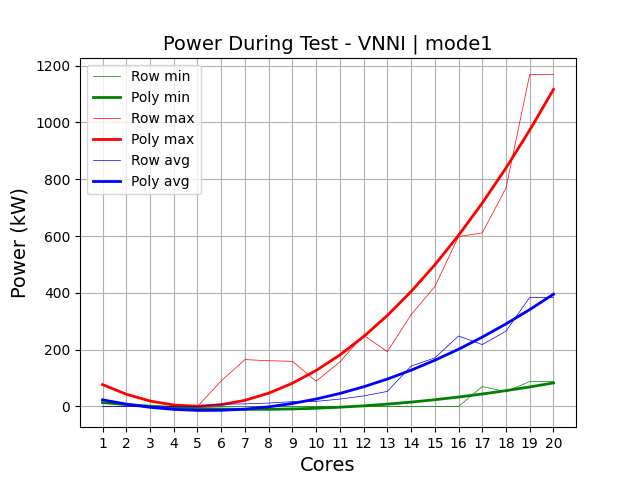 Power During Test - VNNI | mode1
1200
1000
800
600
400
200
0
Power (kW)
Row min
Poly min
Row max
Poly max
Row avg
Poly avg
1 2 3 4 5 6 7 8 9 10 11 12 13 14 15 16 17 18 19 20
Cores